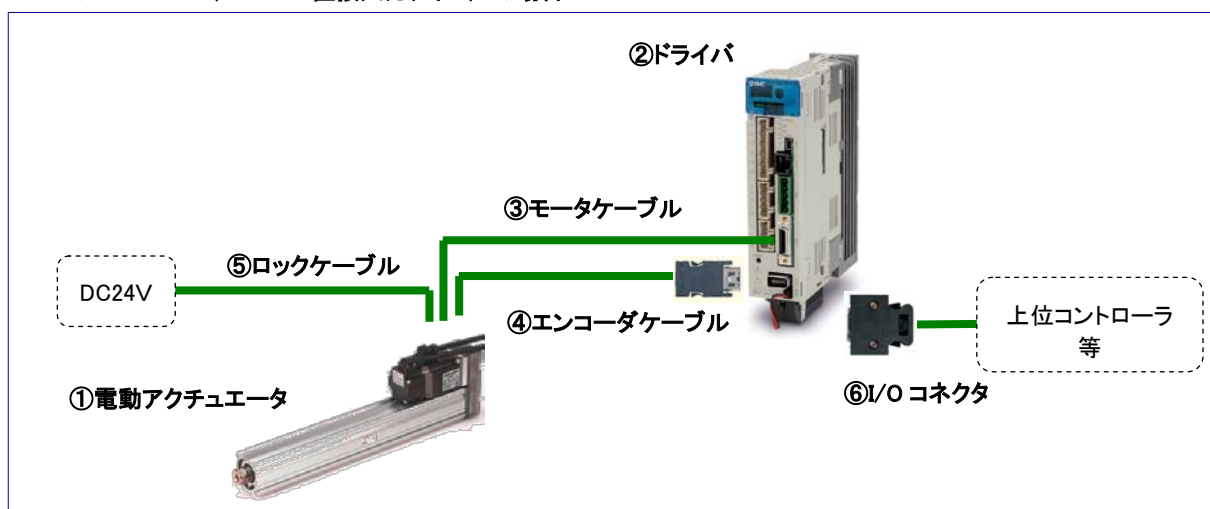 ②ドライバ
③モータケーブル
⑤ロックケーブル
DC24V
④エンコーダケーブル
上位コントローラ
等
①電動アクチュエータ
⑥I/O コネクタ